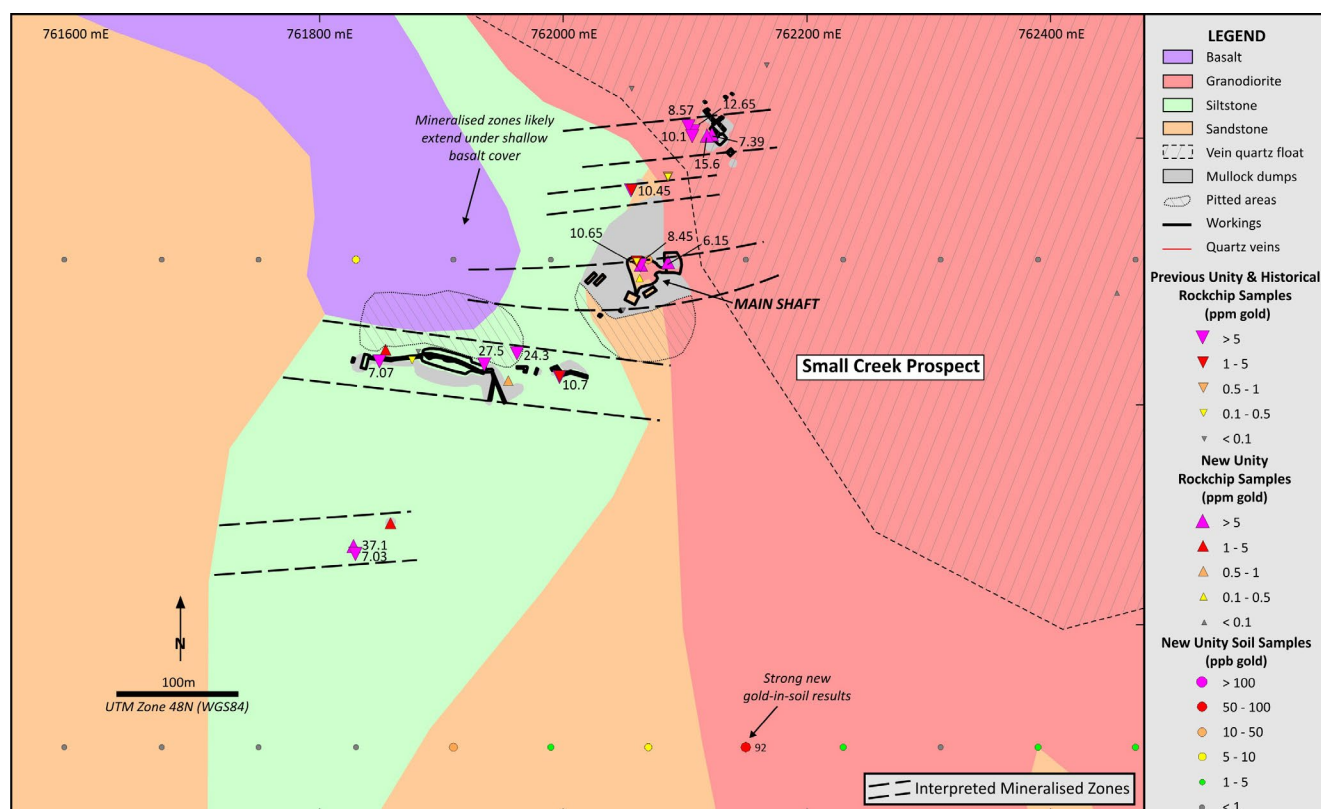 761600 mE
761800 mE
762000 mE
762200 mE
762400 mE
Mineralised zones likely
extend under shallow
basalt cover
8.57
12.65
10.1
7.39
15.6
10.45
10.65
8.45
6.15
MAIN SHAFT
27.5
24.3
7.07
10.7
Small Creek Prospect
37.1
7.03
N
100m
UTM Zone 48N (WGS84)
Strong new
gold-in-soil results
92
Interpreted Mineralised Zones
LEGEND
Basalt
Granodiorite
Siltstone
Sandstone
Vein quartz float
Mullock dumps
Pitted areas
Workings
Quartz veins
Previous Unity & Historical
Rockchip Samples
(ppm gold)
> 5
1 - 5
0.5 - 1
0.1 - 0.5
< 0.1
New Unity
Rockchip Samples
(ppm gold)
> 5
1 - 5
0.5 - 1
0.1 - 0.5
< 0.1
New Unity Soil Samples
(ppb gold)
> 100
50 - 100
10 - 50
5 - 10
1 - 5
< 1